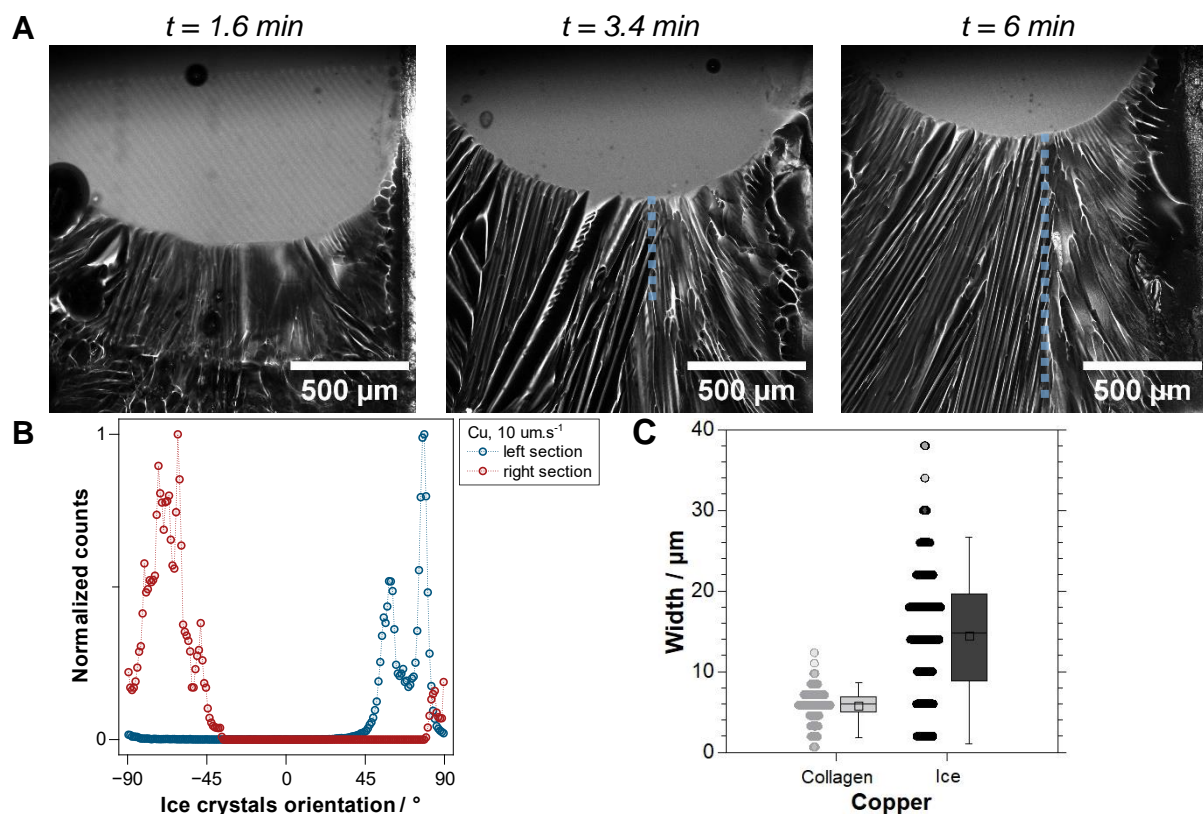 A
t = 1.6 min
t = 3.4 min
t = 6 min
500 µm
500 µm
500 µm
B
Cu, 10 um.s⁻¹
left section
right section
1
0
Normalized counts
−90
−45
0
45
90
Ice crystals orientation / °
C
40
30
20
10
0
Width / µm
Collagen
Ice
Copper